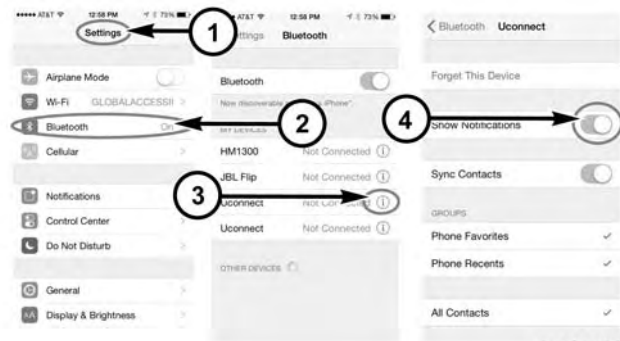 AT&T 12:58 PM 73%
Settings
Airplane Mode
Wi-Fi GLOBALACCESSII >
Bluetooth On
Cellular >
Notifications >
Control Center >
Do Not Disturb >
General >
Display & Brightness >
1
2
AT&T 12:58 PM 73%
Bluetooth
Bluetooth
Now discoverable
MY DEVICES
HM1300 Not Connected
JBL Flip Not Connected
Uconnect Not Connected
Uconnect Not Connected
OTHER DEVICES
3
< Bluetooth Uconnect
Forget This Device
Show Notifications
Sync Contacts
GROUPS
Phone Favorites ✓
Phone Recents ✓
All Contacts ✓
4